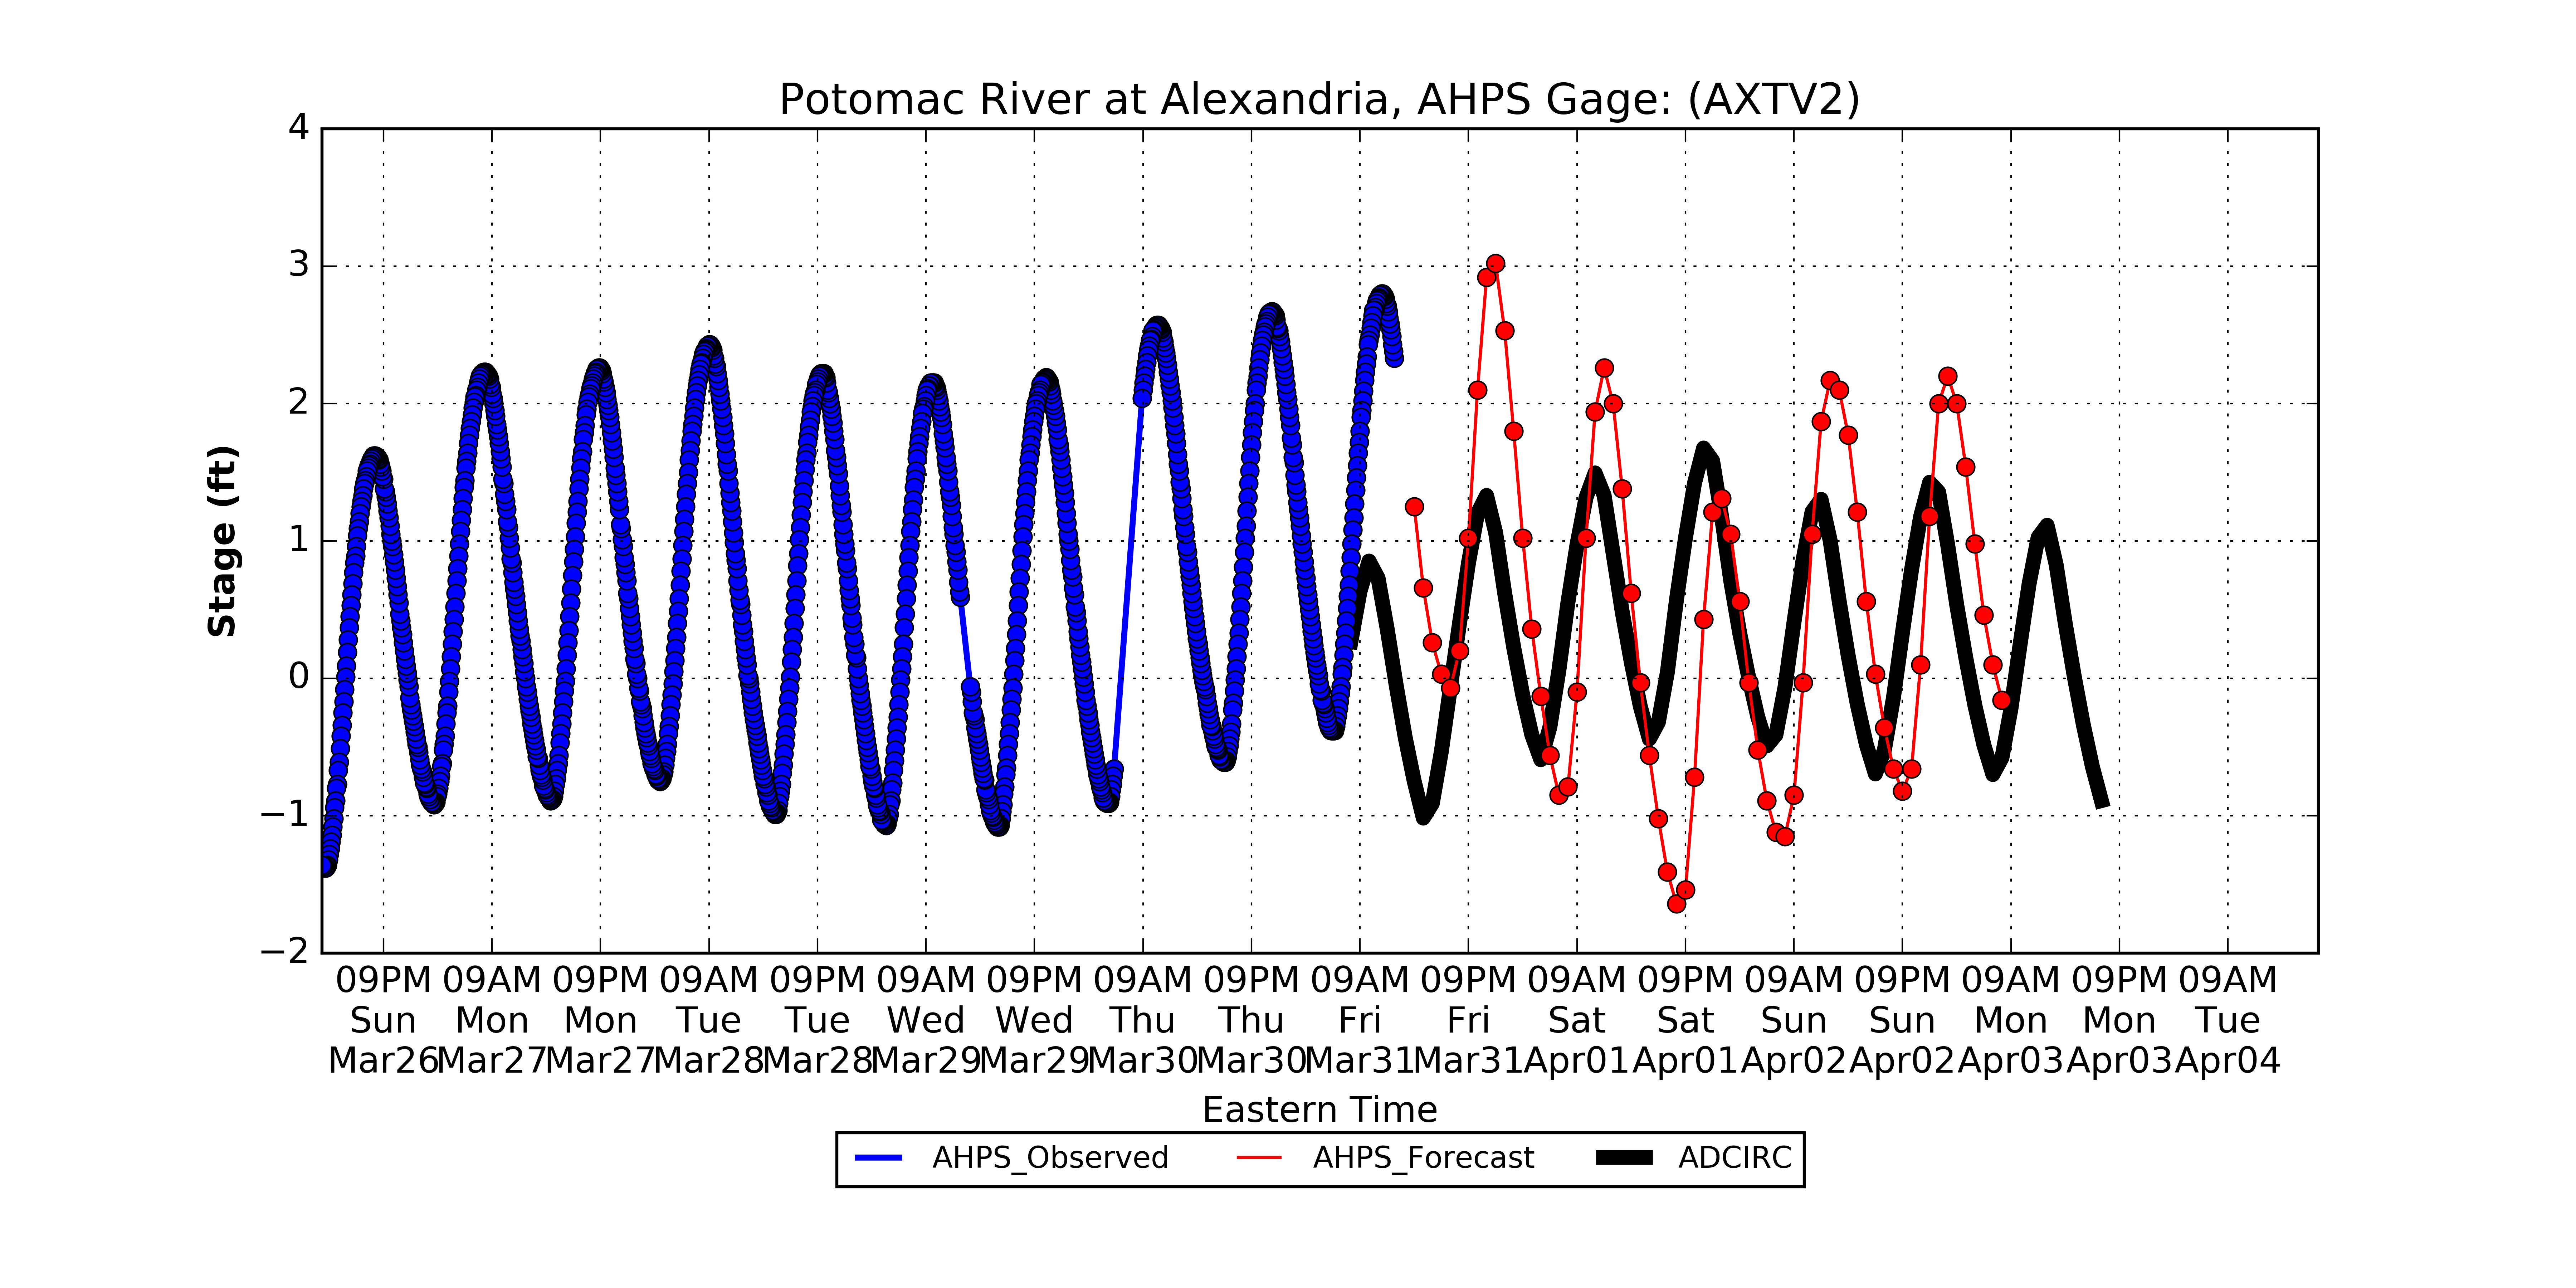 Potomac River at Alexandria, AHPS Gage: (AXTV2)
4
3
2
1
0
−1
−2
Stage (ft)
09PM 09AM 09PM 09AM 09PM 09AM 09PM 09AM 09PM 09AM 09PM 09AM 09PM 09AM 09PM 09AM 09PM 09AM
Sun Mon Mon Tue Tue Wed Wed Thu Thu Fri Fri Sat Sat Sun Sun Mon Mon Tue
Mar26 Mar27 Mar27 Mar28 Mar28 Mar29 Mar29 Mar30 Mar30 Mar31 Mar31 Apr01 Apr01 Apr02 Apr02 Apr03 Apr03 Apr04
Eastern Time
AHPS_Observed AHPS_Forecast ADCIRC